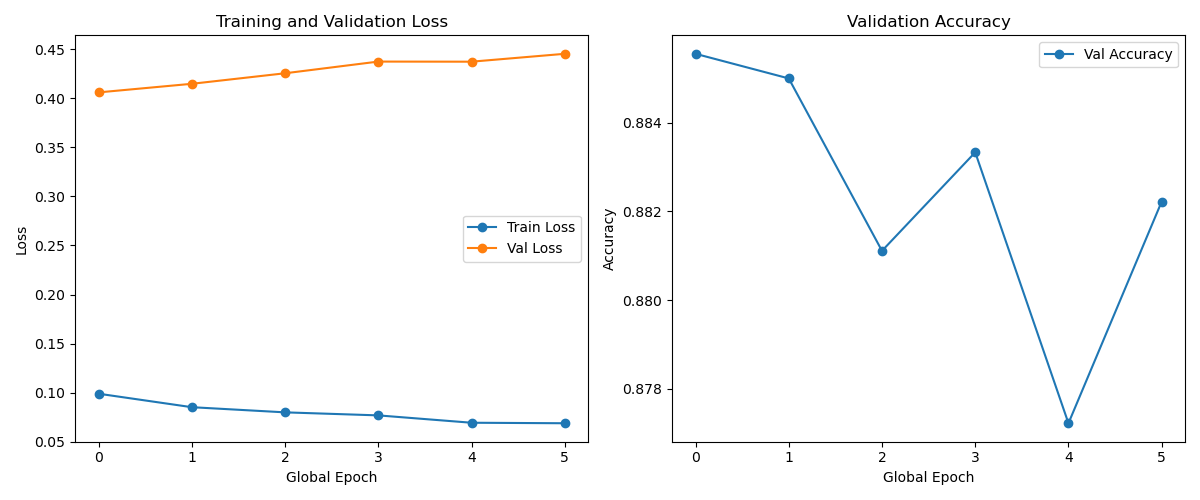 Training and Validation Loss
0.45
0.40
0.35
0.30
0.25
0.20
0.15
0.10
0.05
Loss
Train Loss
Val Loss
0 1 2 3 4 5
Global Epoch
Validation Accuracy
Val Accuracy
0.884
0.882
0.880
0.878
Accuracy
0 1 2 3 4 5
Global Epoch